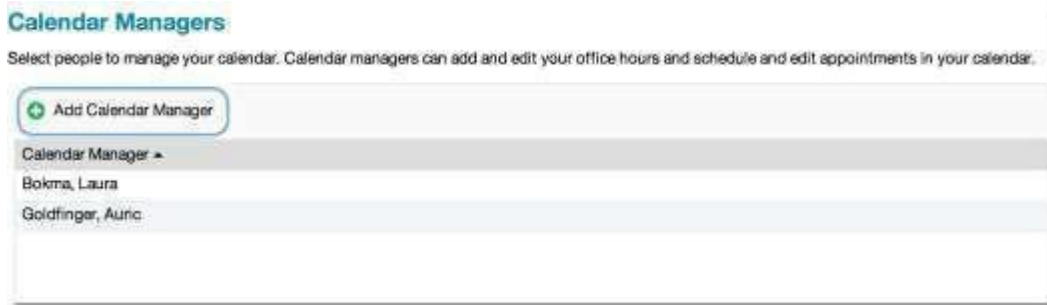 Calendar Managers
Select people to manage your calendar. Calendar managers can add and edit your office hours and schedule and edit appointments in your calendar.
Add Calendar Manager
Calendar Manager
Bokma, Laura
Goldfinger, Auric